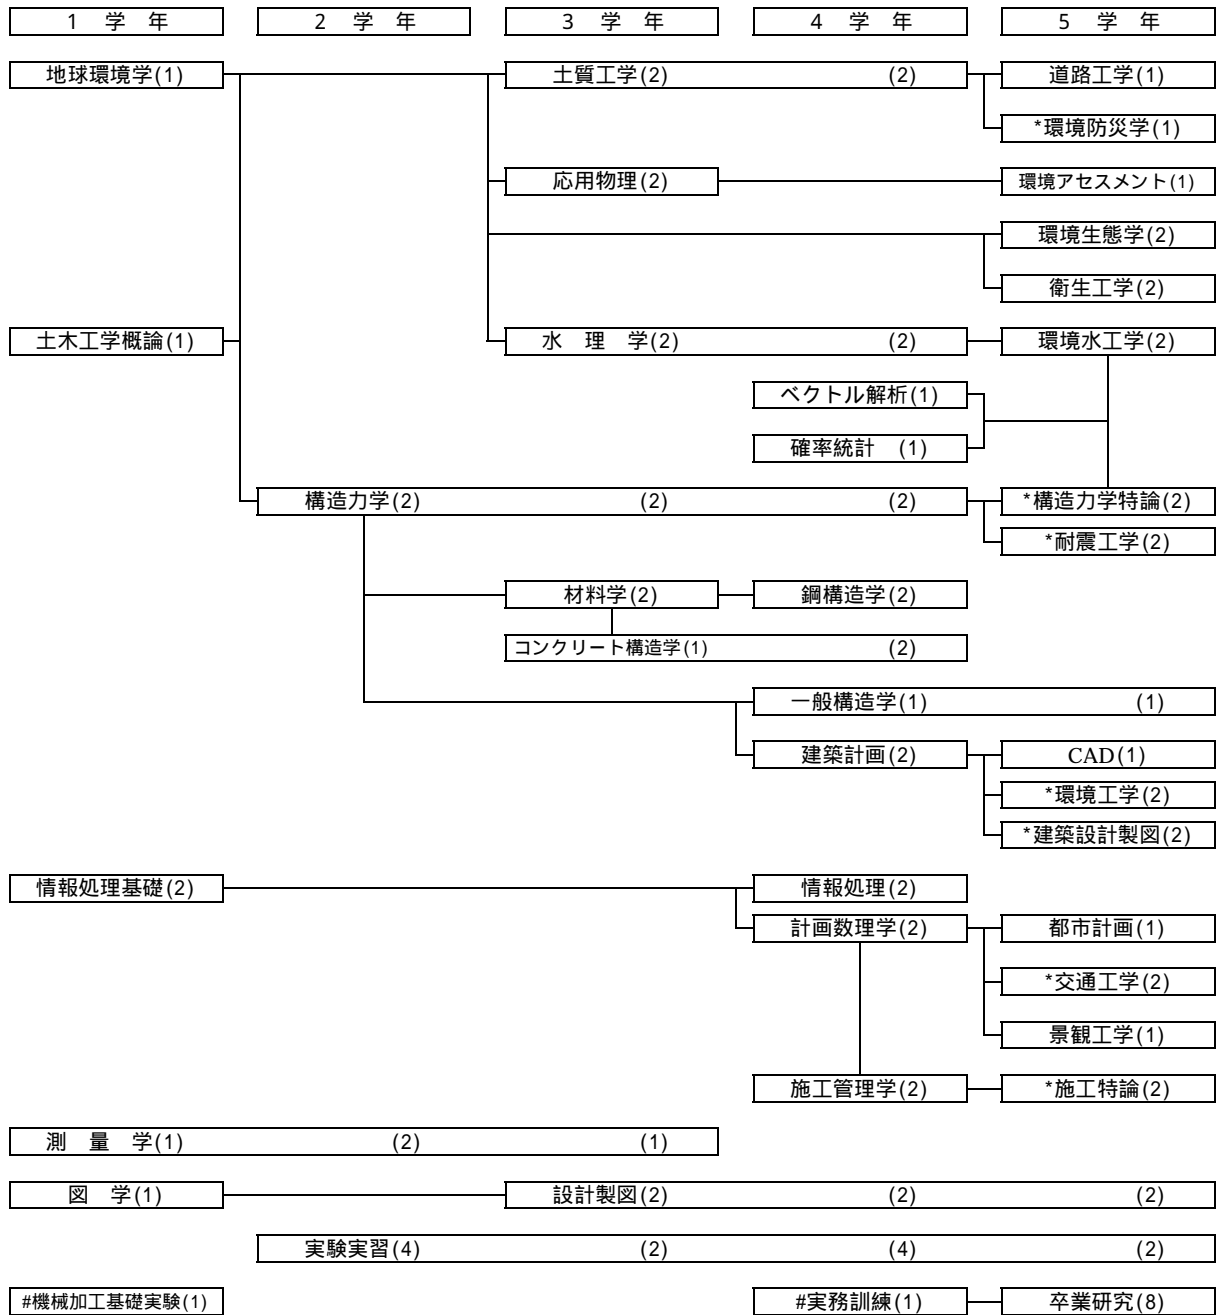 1 学 年 2 学 年 3 学 年 4 学 年 5 学 年
地球環境学(1) 土質工学(2) (2) 道路工学(1)
*環境防災学(1)
応用物理(2) 環境アセスメント(1)
環境生態学(2)
衛生工学(2)
土木工学概論(1) 水 理 学(2) (2) 環境水工学(2)
ベクトル解析(1)
確率統計 (1)
構造力学(2) (2) (2) *構造力学特論(2)
*耐震工学(2)
材料学(2) 鋼構造学(2)
コンクリート構造学(1) (2)
一般構造学(1) (1)
建築計画(2) CAD(1)
*環境工学(2)
*建築設計製図(2)
情報処理基礎(2) 情報処理(2)
計画数理学(2) 都市計画(1)
*交通工学(2)
景観工学(1)
施工管理学(2) *施工特論(2)
測 量 学(1) (2) (1)
図 学(1) 設計製図(2) (2) (2)
実験実習(4) (2) (4) (2)
#機械加工基礎実験(1) #実務訓練(1) 卒業研究(8)